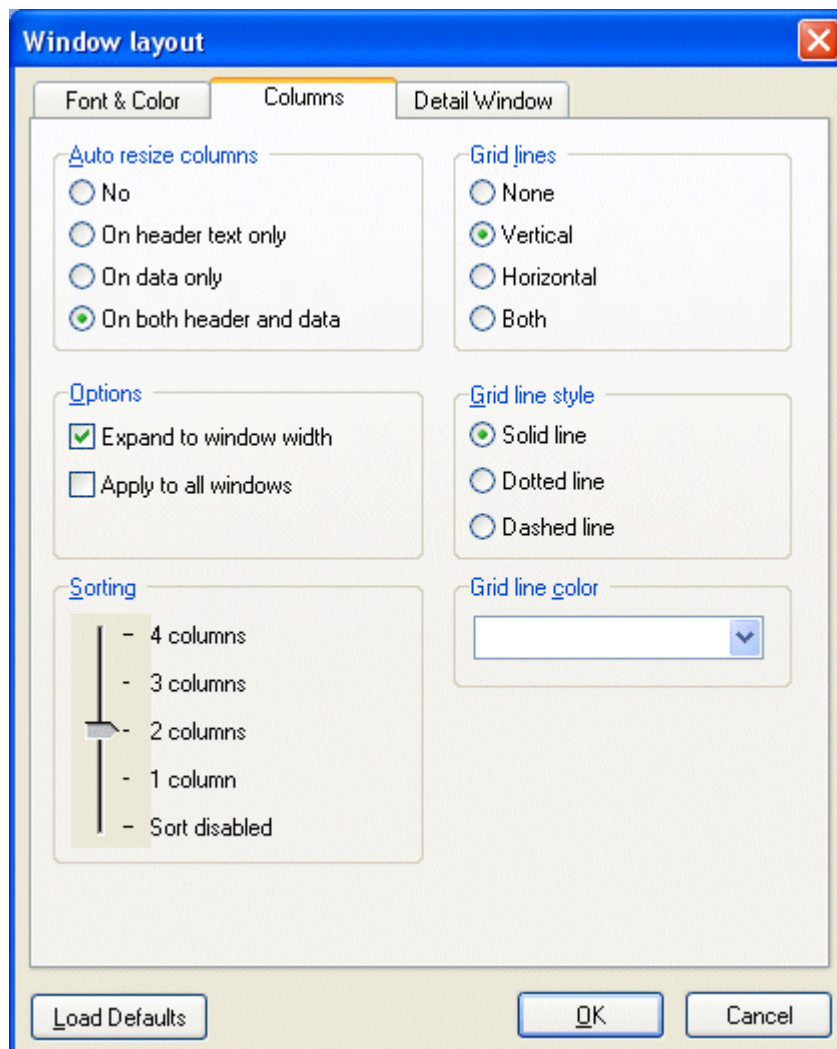 Window layout
Font & Color
Columns
Detail Window
Auto resize columns
No
On header text only
On data only
On both header and data
Grid lines
None
Vertical
Horizontal
Both
Options
Expand to window width
Apply to all windows
Grid line style
Solid line
Dotted line
Dashed line
Sorting
4 columns
3 columns
2 columns
1 column
Sort disabled
Grid line color
Load Defaults
OK
Cancel